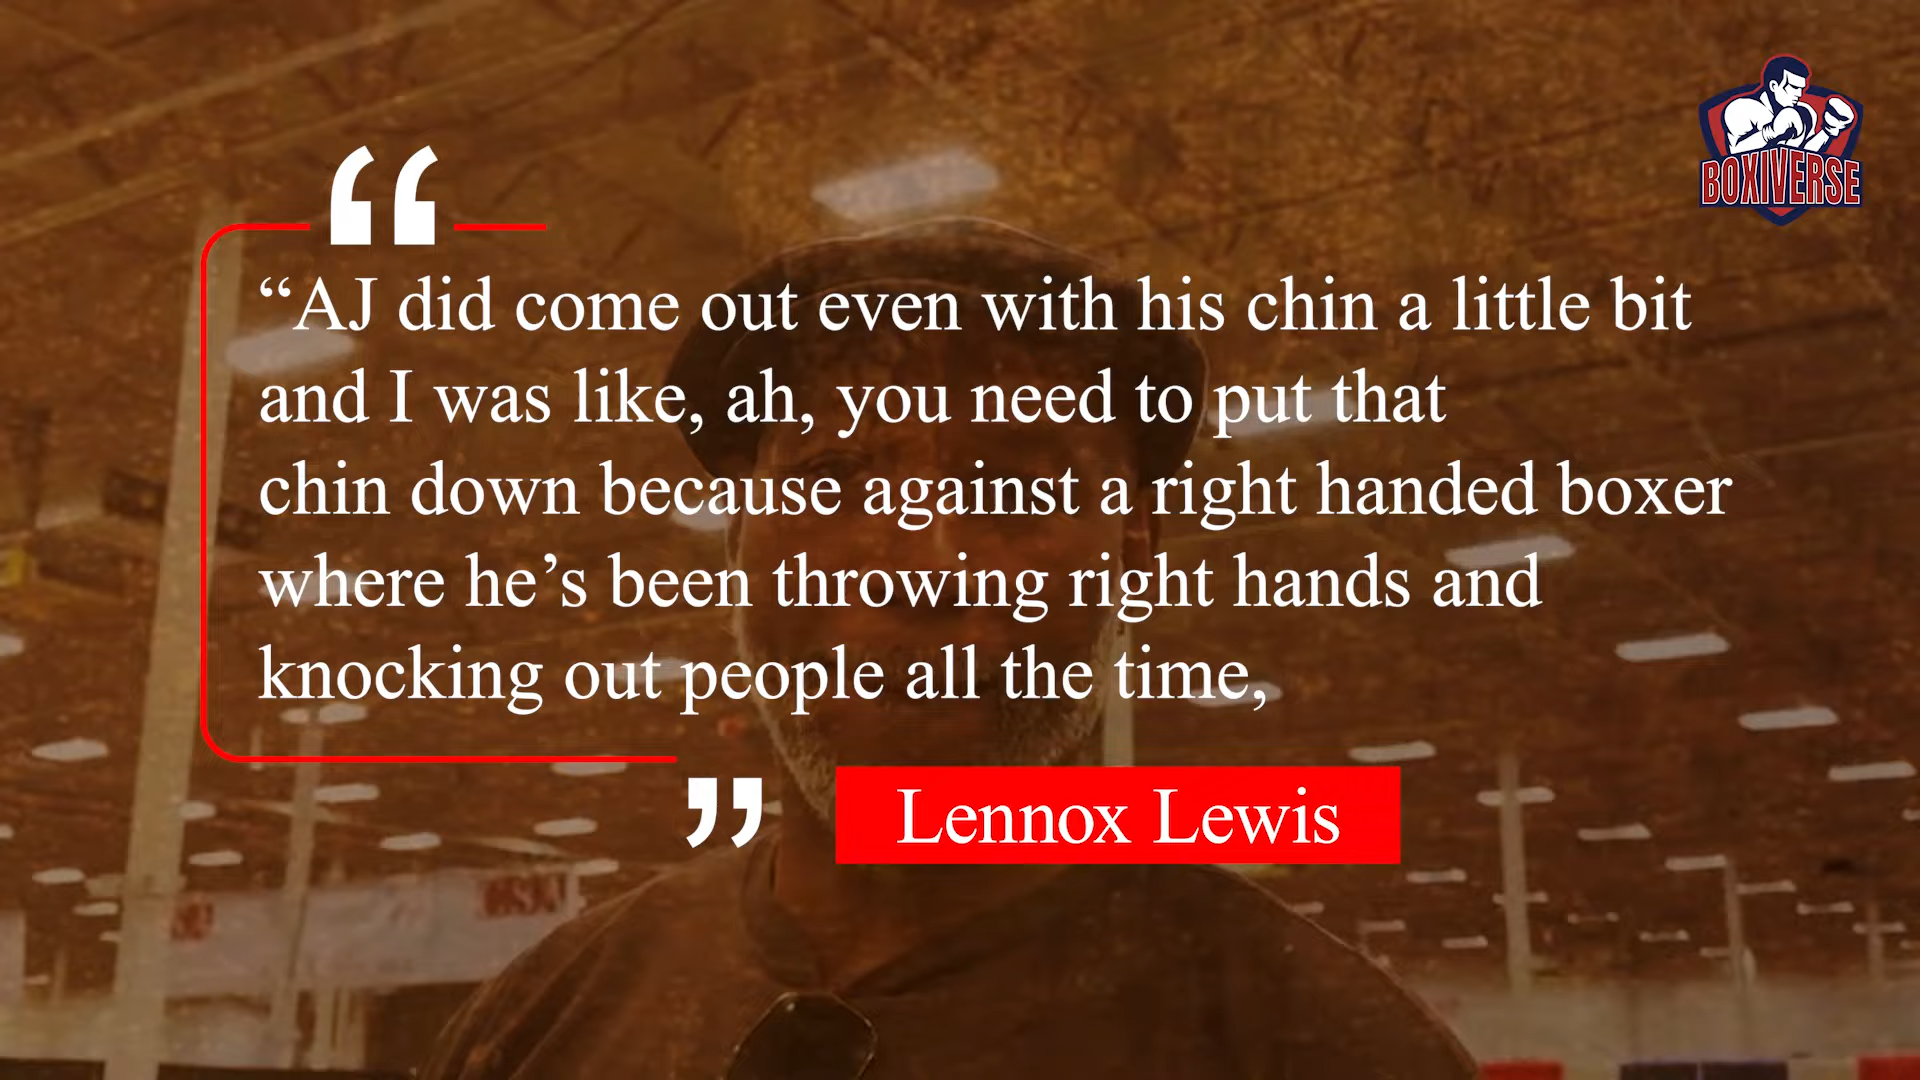 BOXIVERSE
“AJ did come out even with his chin a little bit
and I was like, ah, you need to put that
chin down because against a right handed boxer
where he’s been throwing right hands and
knocking out people all the time,
”
Lennox Lewis